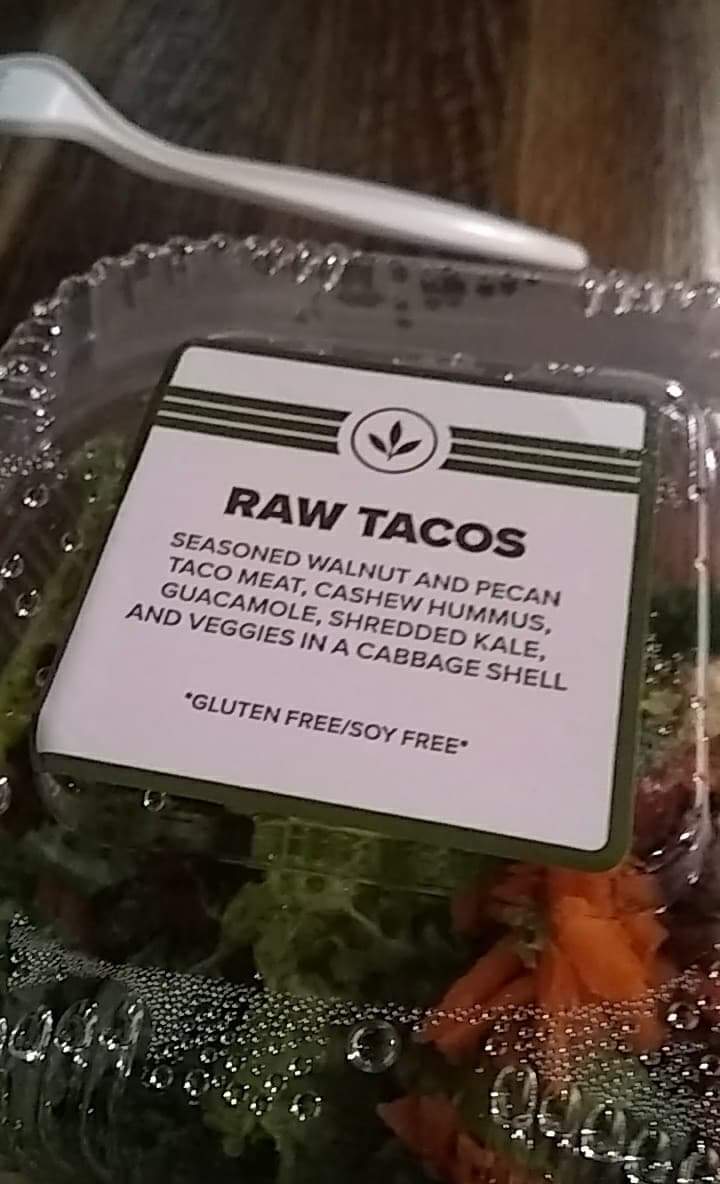 RAW TACOS
SEASONED WALNUT AND PECAN
TACO MEAT, CASHEW HUMMUS,
GUACAMOLE, SHREDDED KALE,
AND VEGGIES IN A CABBAGE SHELL
*GLUTEN FREE/SOY FREE*